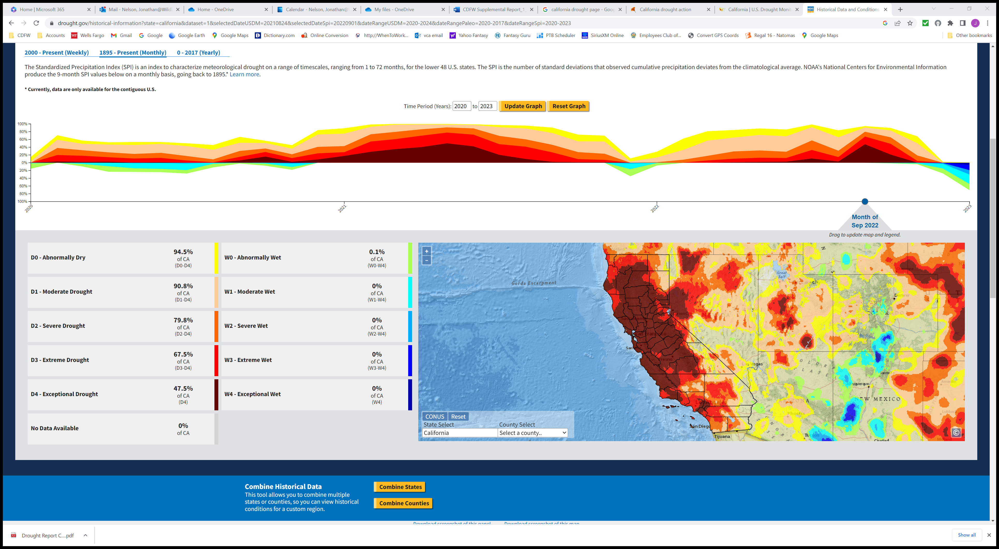 Home | Microsoft 365
Mail - Nelson, Jonathan@Wildl
Home - OneDrive
Calendar - Nelson, Jonathan@
My files - OneDrive
CDFW Supplemental Report_1_
california drought page - Goog
California drought action
California | U.S. Drought Monit
Historical Data and Conditions
drought.gov/historical-information?state=california&dataset=1&selectedDateUSDM=20210824&selectedDateSpi=20220901&dateRangeUSDM=2020-2024&dateRangePaleo=2020-2017&dateRangeSpi=2020-2023
J
CDFW
Accounts
WF Wells Fargo
Gmail
Google
Google Earth
Google Maps
Dictionary.com
Online Conversion
http://WhenToWork...
vca email
Yahoo Fantasy
Fantasy Guru
PTB Scheduler
SiriusXM Online
Employees Club of...
Convert GPS Coords
Regal 16 - Natomas
Google Maps
Other bookmarks
2000 - Present (Weekly) 1895 - Present (Monthly) 0 - 2017 (Yearly)
The Standardized Precipitation Index (SPI) is an index to characterize meteorological drought on a range of timescales, ranging from 1 to 72 months, for the lower 48 U.S. states. The SPI is the number of standard deviations that observed cumulative precipitation deviates from the climatological average. NOAA's National Centers for Environmental Information
produce the 9-month SPI values below on a monthly basis, going back to 1895.* Learn more.
* Currently, data are only available for the contiguous U.S.
Time Period (Years): 2020 to 2023 Update Graph Reset Graph
100%
80%
60%
40%
20%
0%
20%
40%
60%
80%
100%
2020
2021
2022
2023
Month of
Sep 2022
Drag to update map and legend.
D0 - Abnormally Dry
94.5%
of CA
(D0-D4)
W0 - Abnormally Wet
0.1%
of CA
(W0-W4)
D1 - Moderate Drought
90.8%
of CA
(D1-D4)
W1 - Moderate Wet
0%
of CA
(W1-W4)
D2 - Severe Drought
79.8%
of CA
(D2-D4)
W2 - Severe Wet
0%
of CA
(W2-W4)
D3 - Extreme Drought
67.5%
of CA
(D3-D4)
W3 - Extreme Wet
0%
of CA
(W3-W4)
D4 - Exceptional Drought
47.5%
of CA
(D4)
W4 - Exceptional Wet
0%
of CA
(W4)
No Data Available
0%
of CA
+
−
Gorda Escarpment
Great
Salt
Cheyenne
Denver
Sacramento
San Francisco
San
Fresno
Vegas
Santa
Amarillo
NEW MEXICO
Los Angeles
Phoenix
Lubbock
San Diego
Tijuana
Tucson
Ciudad
Midland
©
CONUS Reset
State Select County Select
California Select a county..
Combine Historical Data
This tool allows you to combine multiple
states or counties, so you can view historical
conditions for a custom region.
Combine States
Combine Counties
Download screenshot of this panel Download screenshot of this map
PDF Drought Report C....pdf
Show all